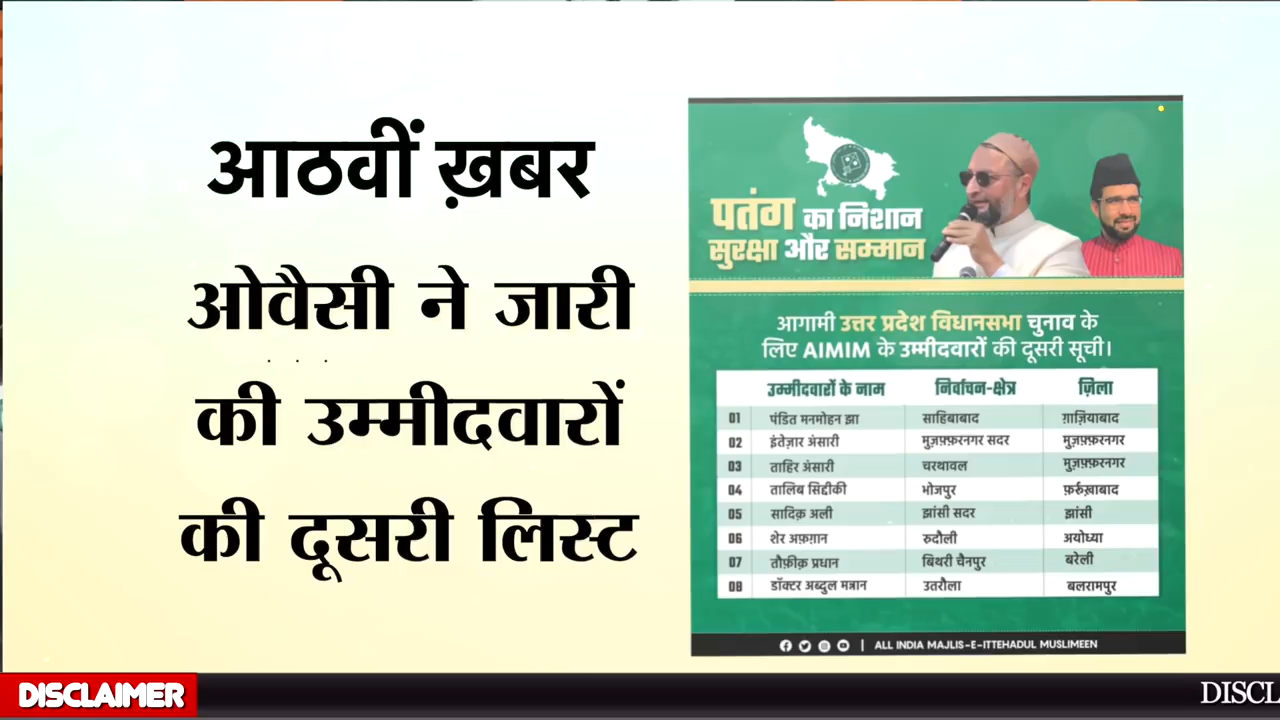 आठवीं ख़बर
ओवैसी ने जारी
की उम्मीदवारों
की दूसरी लिस्ट
पतंग का निशान
सुरक्षा और सम्मान
आगामी उत्तर प्रदेश विधानसभा चुनाव के
लिए AIMIM के उम्मीदवारों की दूसरी सूची।
उम्मीदवारों के नाम निर्वाचन-क्षेत्र ज़िला
01 पंडित मनमोहन झा साहिबाबाद ग़ाज़ियाबाद
02 इंतेज़ार अंसारी मुज़फ़्फ़रनगर सदर मुज़फ़्फ़रनगर
03 ताहिर अंसारी चरथावल मुज़फ़्फ़रनगर
04 तालिब सिद्दीकी भोजपुर फ़र्रुख़ाबाद
05 सादिक़ अली झांसी सदर झांसी
06 शेर अफ़ग़ान रुदौली अयोध्या
07 तौफ़ीक़ प्रधान बिथरी चैनपुर बरेली
08 डॉक्टर अब्दुल मन्नान उतरौला बलरामपुर
| ALL INDIA MAJLIS-E-ITTEHADUL MUSLIMEEN
DISCLAIMER DISCL